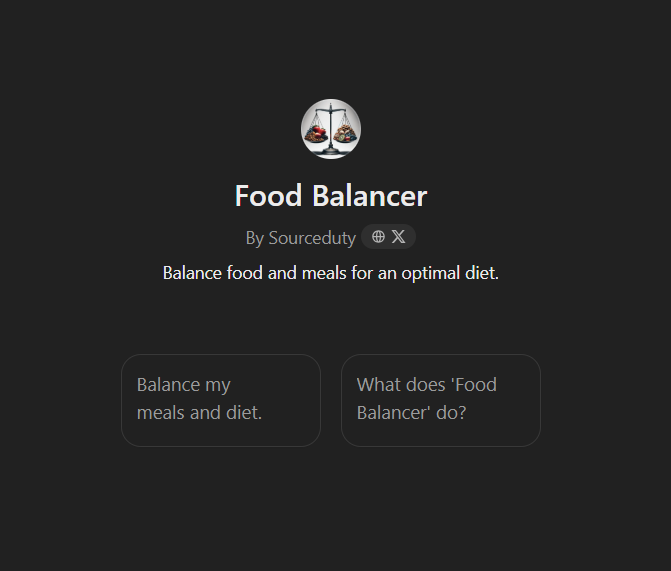 Food Balancer
By Sourceduty
Balance food and meals for an optimal diet.
Balance my
meals and diet.
What does 'Food
Balancer' do?